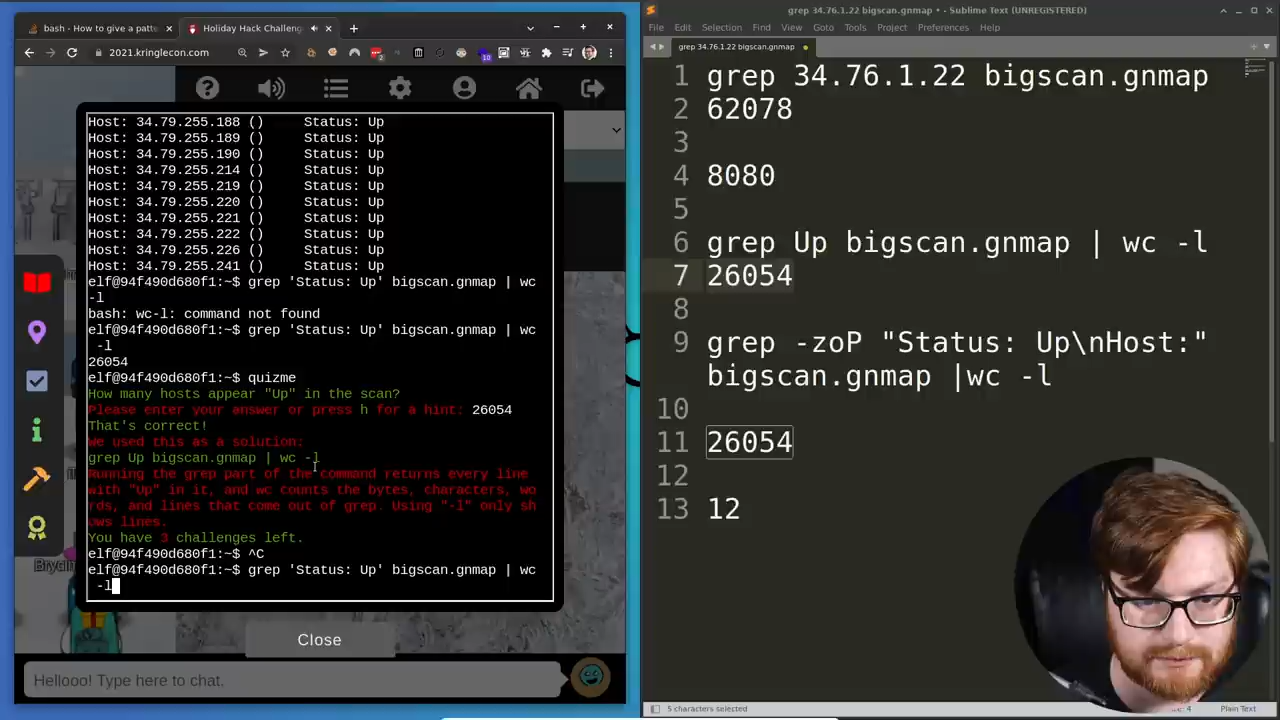 bash - How to give a patte
Holiday Hack Challeng
2021.kringlecon.com
Host: 34.79.255.188 () Status: Up
Host: 34.79.255.189 () Status: Up
Host: 34.79.255.190 () Status: Up
Host: 34.79.255.214 () Status: Up
Host: 34.79.255.219 () Status: Up
Host: 34.79.255.220 () Status: Up
Host: 34.79.255.221 () Status: Up
Host: 34.79.255.222 () Status: Up
Host: 34.79.255.226 () Status: Up
Host: 34.79.255.241 () Status: Up
elf@94f490d680f1:~$ grep 'Status: Up' bigscan.gnmap | wc
-l
bash: wc-l: command not found
elf@94f490d680f1:~$ grep 'Status: Up' bigscan.gnmap | wc
-l
26054
elf@94f490d680f1:~$ quizme
How many hosts appear "Up" in the scan?
Please enter your answer or press h for a hint: 26054
That's correct!
We used this as a solution:
grep Up bigscan.gnmap | wc -l
Running the grep part of the command returns every line
with "Up" in it, and wc counts the bytes, characters, wo
rds, and lines that come out of grep. Using "-l" only sh
ows lines.
You have 3 challenges left.
elf@94f490d680f1:~$ ^C
elf@94f490d680f1:~$ grep 'Status: Up' bigscan.gnmap | wc
-l
Close
Hellooo! Type here to chat.
grep 34.76.1.22 bigscan.gnmap • - Sublime Text (UNREGISTERED)
File Edit Selection Find View Goto Tools Project Preferences Help
grep 34.76.1.22 bigscan.gnmap
1 grep 34.76.1.22 bigscan.gnmap
2 62078
3
4 8080
5
6 grep Up bigscan.gnmap | wc -l
7 26054
8
9 grep -zoP "Status: Up\nHost:"
bigscan.gnmap |wc -l
10
11 26054
12
13 12
5 characters selected
Plain Text